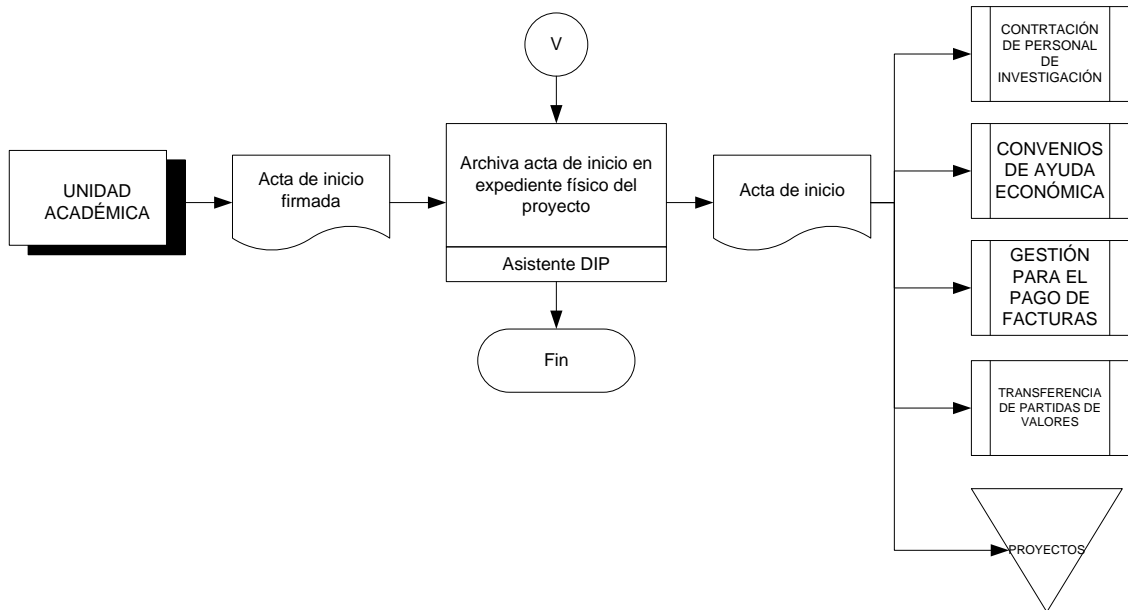 V
UNIDAD
ACADÉMICA
Acta de inicio
firmada
Archiva acta de inicio en
expediente físico del
proyecto
Asistente DIP
Fin
Acta de inicio
CONTRTACIÓN
DE PERSONAL
DE
INVESTIGACIÓN
CONVENIOS
DE AYUDA
ECONÓMICA
GESTIÓN
PARA EL
PAGO DE
FACTURAS
TRANSFERENCIA
DE PARTIDAS DE
VALORES
PROYECTOS